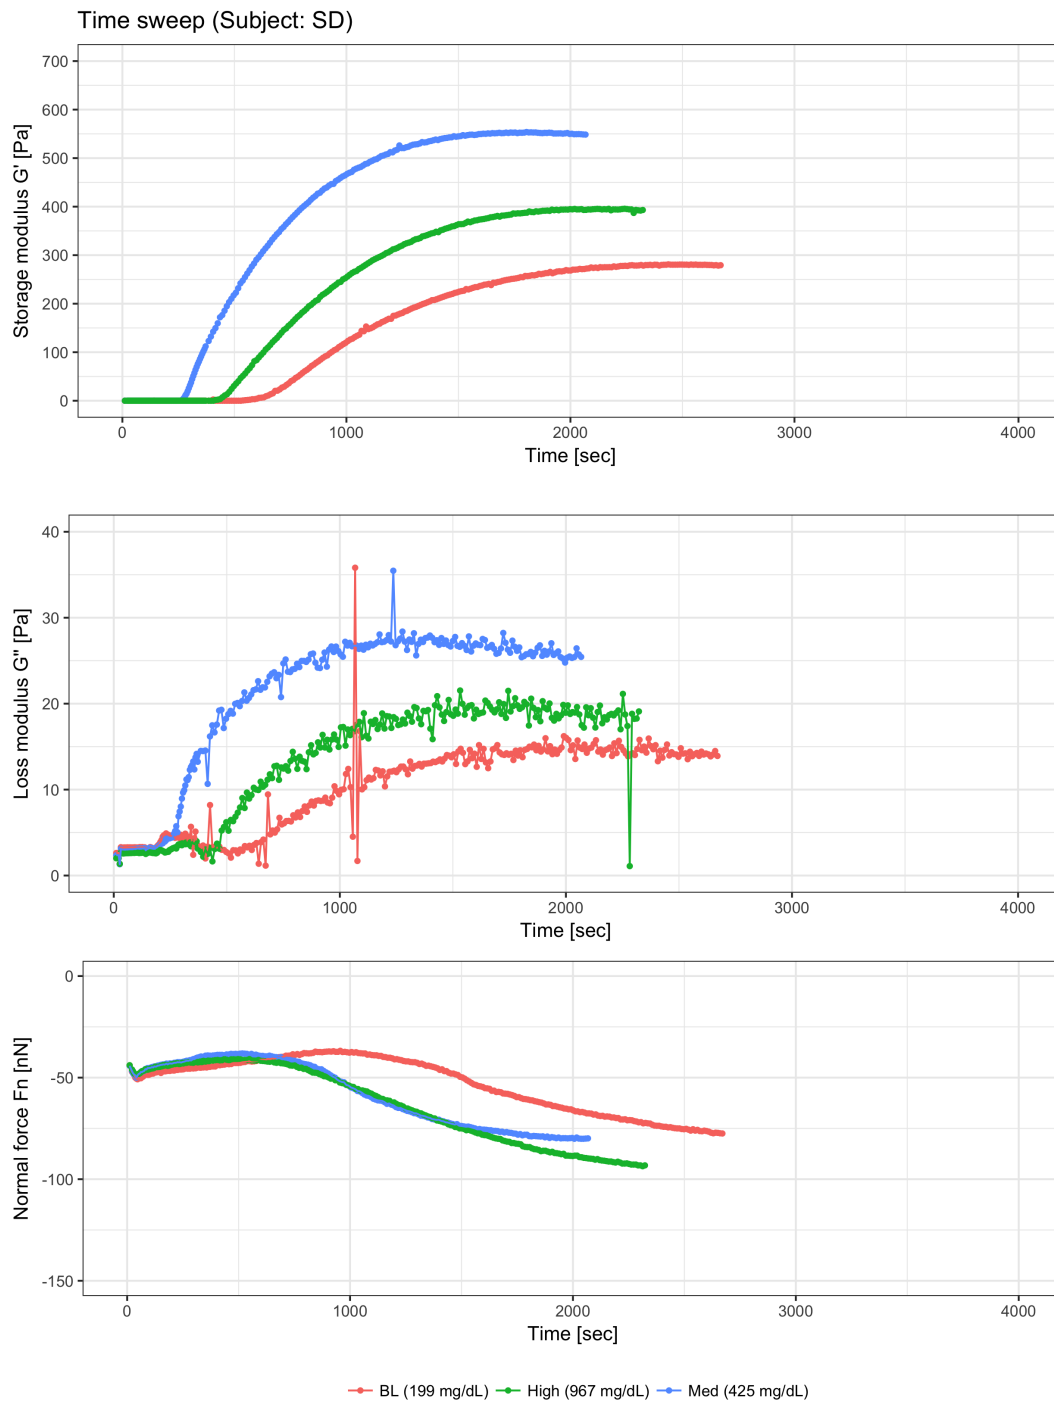 Time sweep (Subject: SD)
700
600
500
400
300
200
100
0
Storage modulus G' [Pa]
0 1000 2000 3000 4000
Time [sec]
40
30
20
10
0
Loss modulus G" [Pa]
0 1000 2000 3000 4000
Time [sec]
0
-50
-100
-150
Normal force Fn [nN]
0 1000 2000 3000 4000
Time [sec]
BL (199 mg/dL) High (967 mg/dL) Med (425 mg/dL)